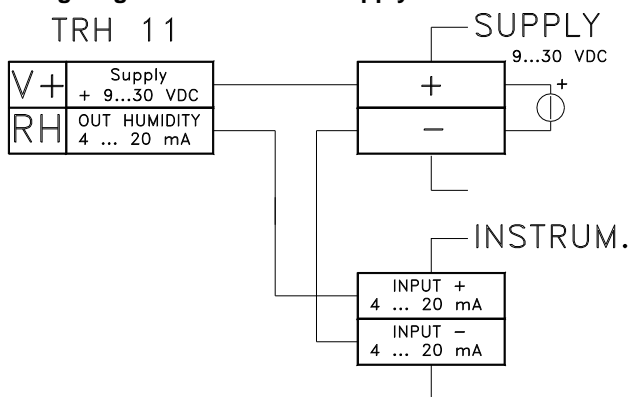 TRH 11
SUPPLY
9...30 VDC
V+
Supply
+ 9...30 VDC
+
+
RH
OUT HUMIDITY
4 ... 20 mA
−
INSTRUM.
INPUT +
4 ... 20 mA
INPUT −
4 ... 20 mA